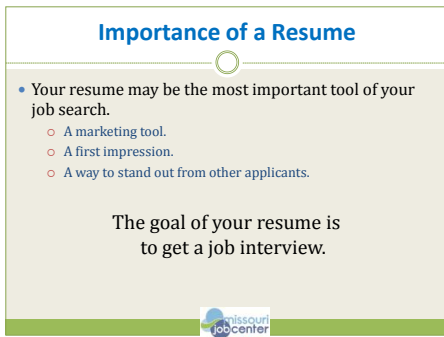 Importance of a Resume
• Your resume may be the most important tool of your
job search.
○ A marketing tool.
○ A first impression.
○ A way to stand out from other applicants.
The goal of your resume is
to get a job interview.
missouri
jobcenter